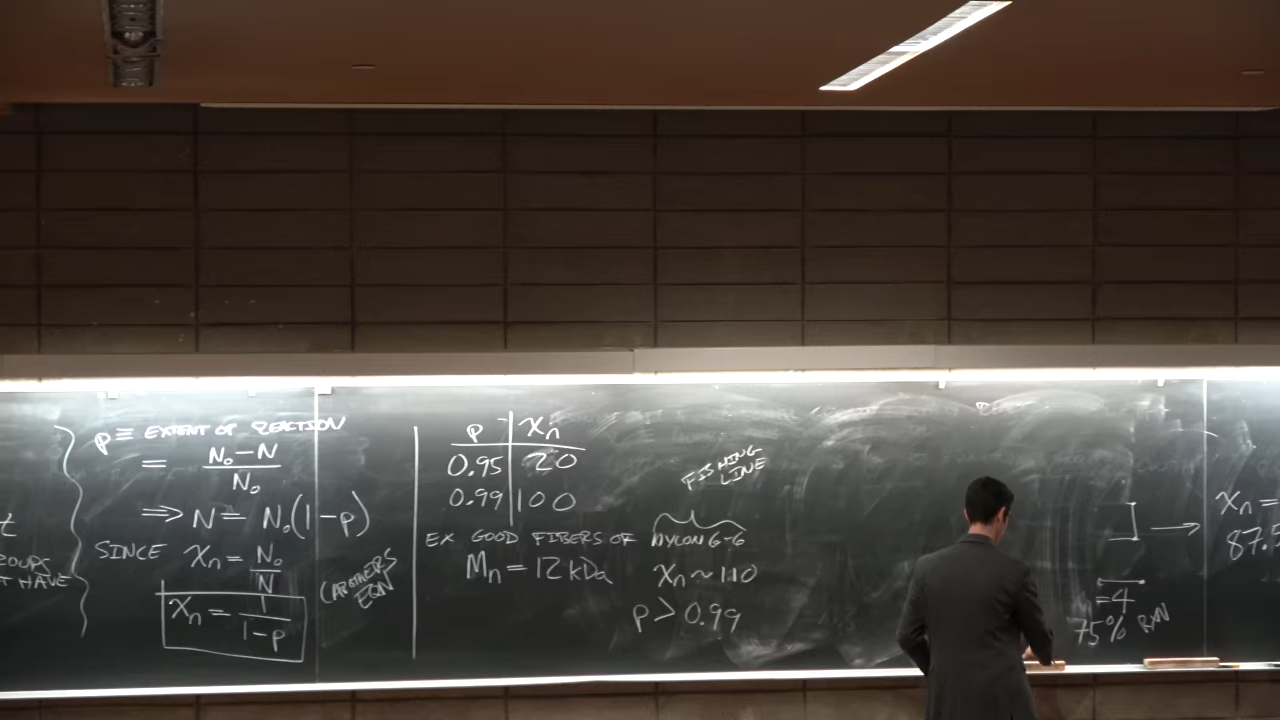 t
HAVE
p ≡ EXTENT OF REACTION
= N₀ - N / N₀
⇒ N = N₀(1-p)
SINCE Xn = N₀ / N
Xn = 1 / 1-p
(CAROTHERS
EQN
p | Xn
0.95 | 20
0.99 | 100
EX GOOD FIBERS OF NYLON 6-6
Mn = 12 kDa
FISHING
LINE
Xn ~ 110
p > 0.99
] →
= 4
75% RXN
Xn =
87.5